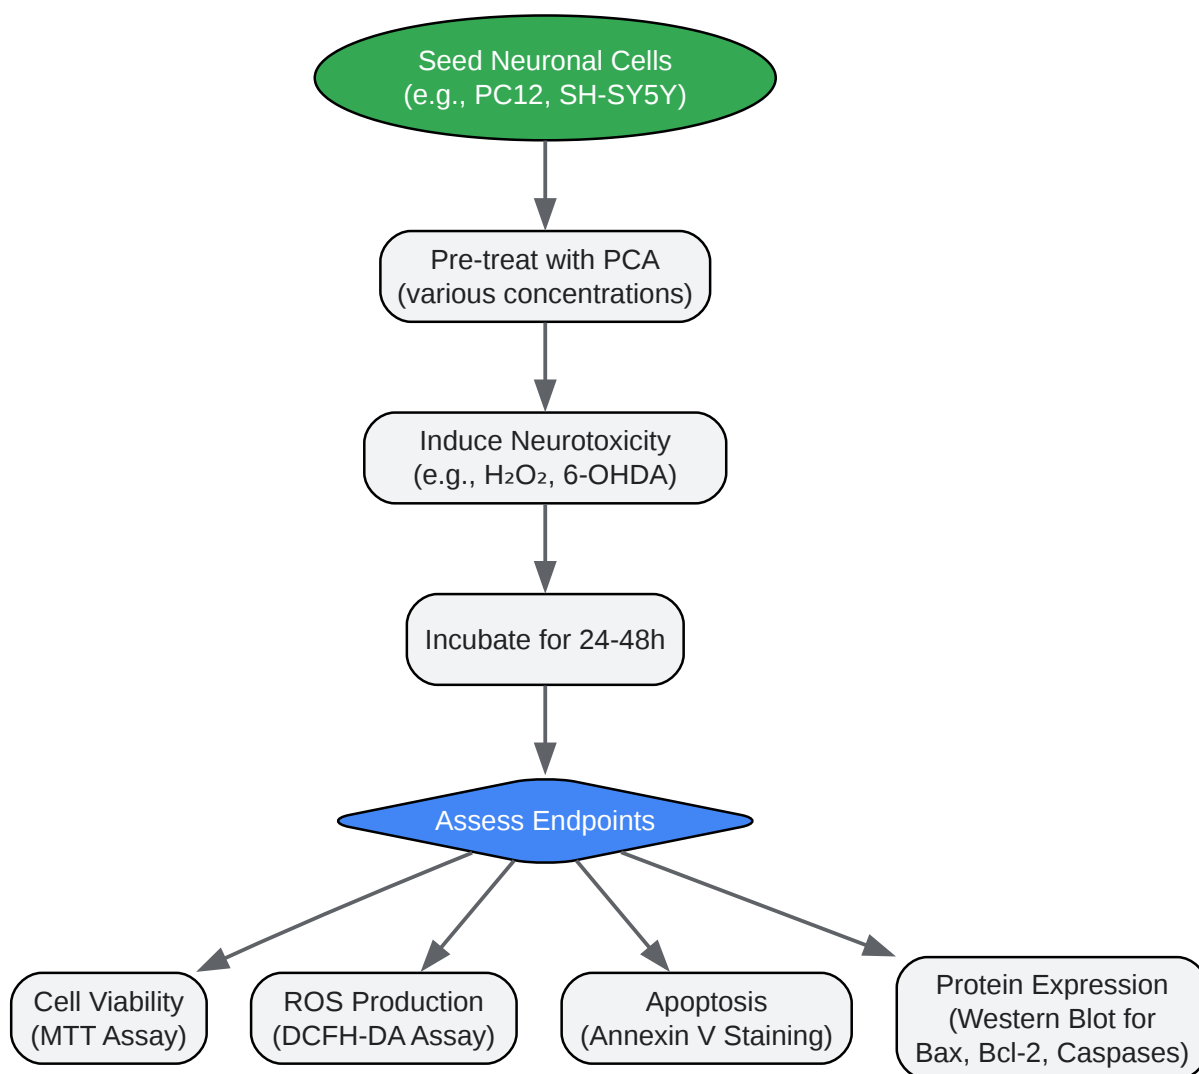 Seed Neuronal Cells
(e.g., PC12, SH-SY5Y)
Pre-treat with PCA
(various concentrations)
Induce Neurotoxicity
(e.g., H₂O₂, 6-OHDA)
Incubate for 24-48h
Assess Endpoints
Cell Viability
(MTT Assay)
ROS Production
(DCFH-DA Assay)
Apoptosis
(Annexin V Staining)
Protein Expression
(Western Blot for
Bax, Bcl-2, Caspases)